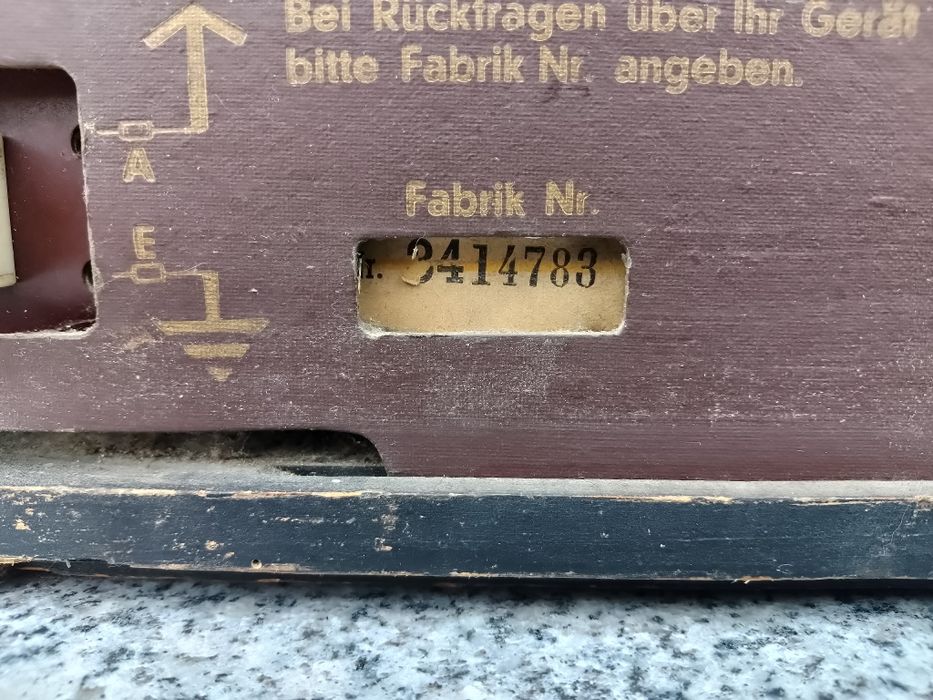 Bei Rückfragen über Ihr Gerät
bitte Fabrik Nr. angeben.
A
E
Fabrik Nr.
Nr. 3414783